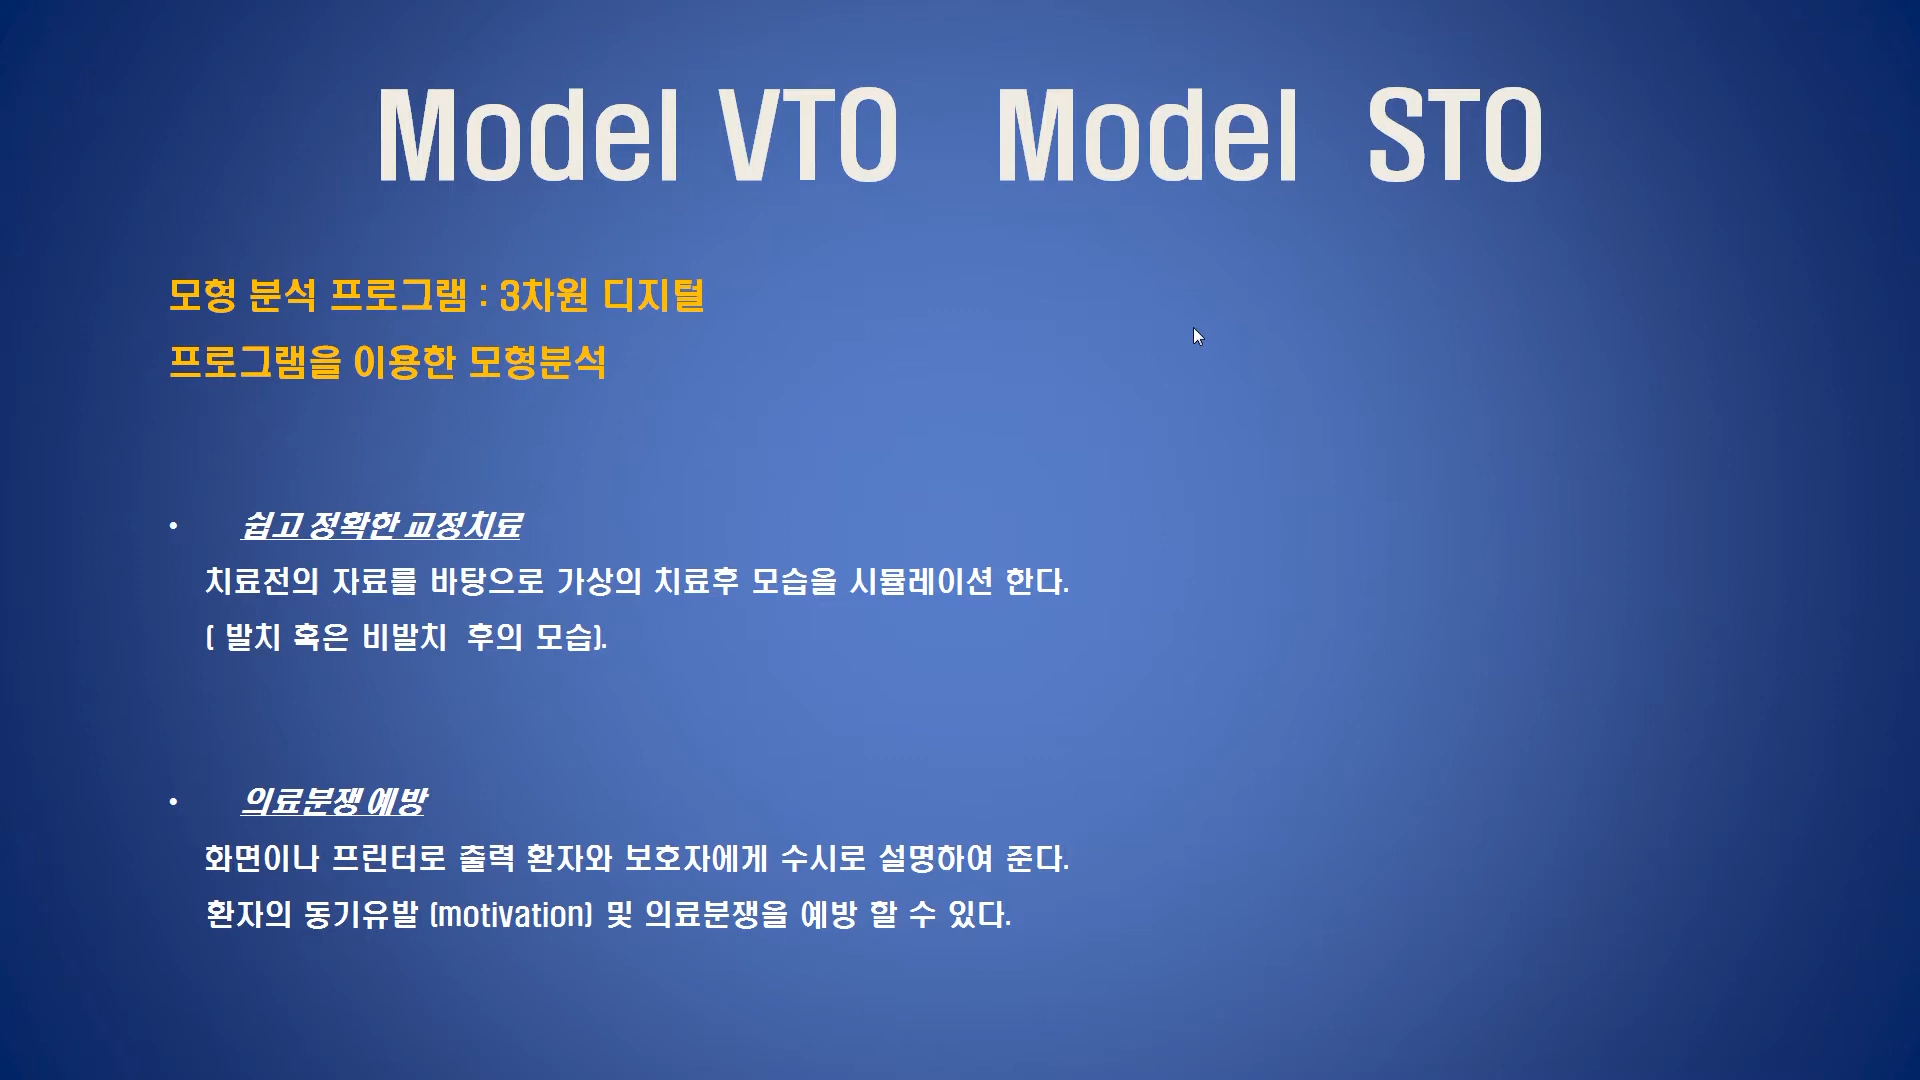 Model VTO Model STO
모형 분석 프로그램 : 3차원 디지털
프로그램을 이용한 모형분석
• 쉽고 정확한 교정치료
치료전의 자료를 바탕으로 가상의 치료후 모습을 시뮬레이션 한다.
( 발치 혹은 비발치 후의 모습).
• 의료분쟁 예방
화면이나 프린터로 출력 환자와 보호자에게 수시로 설명하여 준다.
환자의 동기유발 (motivation) 및 의료분쟁을 예방 할 수 있다.